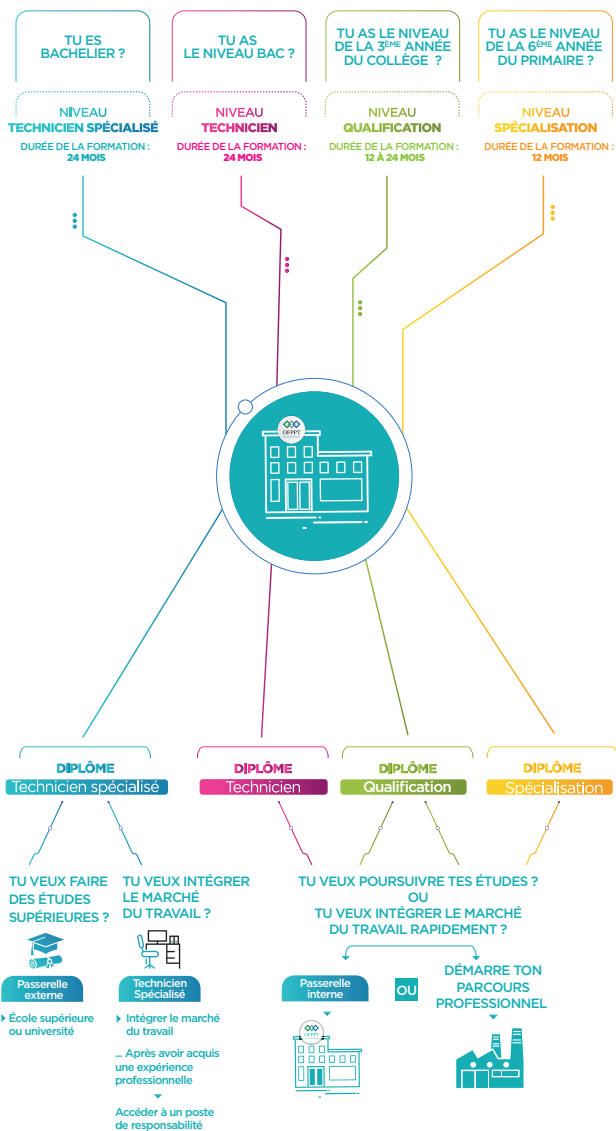 TU ES
BACHELIER ?
TU AS
LE NIVEAU BAC ?
TU AS LE NIVEAU
DE LA 3ÈME ANNÉE
DU COLLÈGE ?
TU AS LE NIVEAU
DE LA 6ÈME ANNÉE
DU PRIMAIRE ?
NIVEAU
TECHNICIEN SPÉCIALISÉ
DURÉE DE LA FORMATION :
24 MOIS
NIVEAU
TECHNICIEN
DURÉE DE LA FORMATION :
24 MOIS
NIVEAU
QUALIFICATION
DURÉE DE LA FORMATION :
12 À 24 MOIS
NIVEAU
SPÉCIALISATION
DURÉE DE LA FORMATION :
12 MOIS
OFPPT
DIPLÔME
Technicien spécialisé
DIPLÔME
Technicien
DIPLÔME
Qualification
DIPLÔME
Spécialisation
TU VEUX FAIRE
DES ÉTUDES
SUPÉRIEURES ?
Passerelle
externe
École supérieure
ou université
TU VEUX INTÉGRER
LE MARCHÉ
DU TRAVAIL ?
Technicien
Spécialisé
Intégrer le marché
du travail
... Après avoir acquis
une expérience
professionnelle
Accéder à un poste
de responsabilité
TU VEUX POURSUIVRE TES ÉTUDES ?
OU
TU VEUX INTÉGRER LE MARCHÉ
DU TRAVAIL RAPIDEMENT ?
Passerelle
interne
OFPPT
OU
DÉMARRE TON
PARCOURS
PROFESSIONNEL